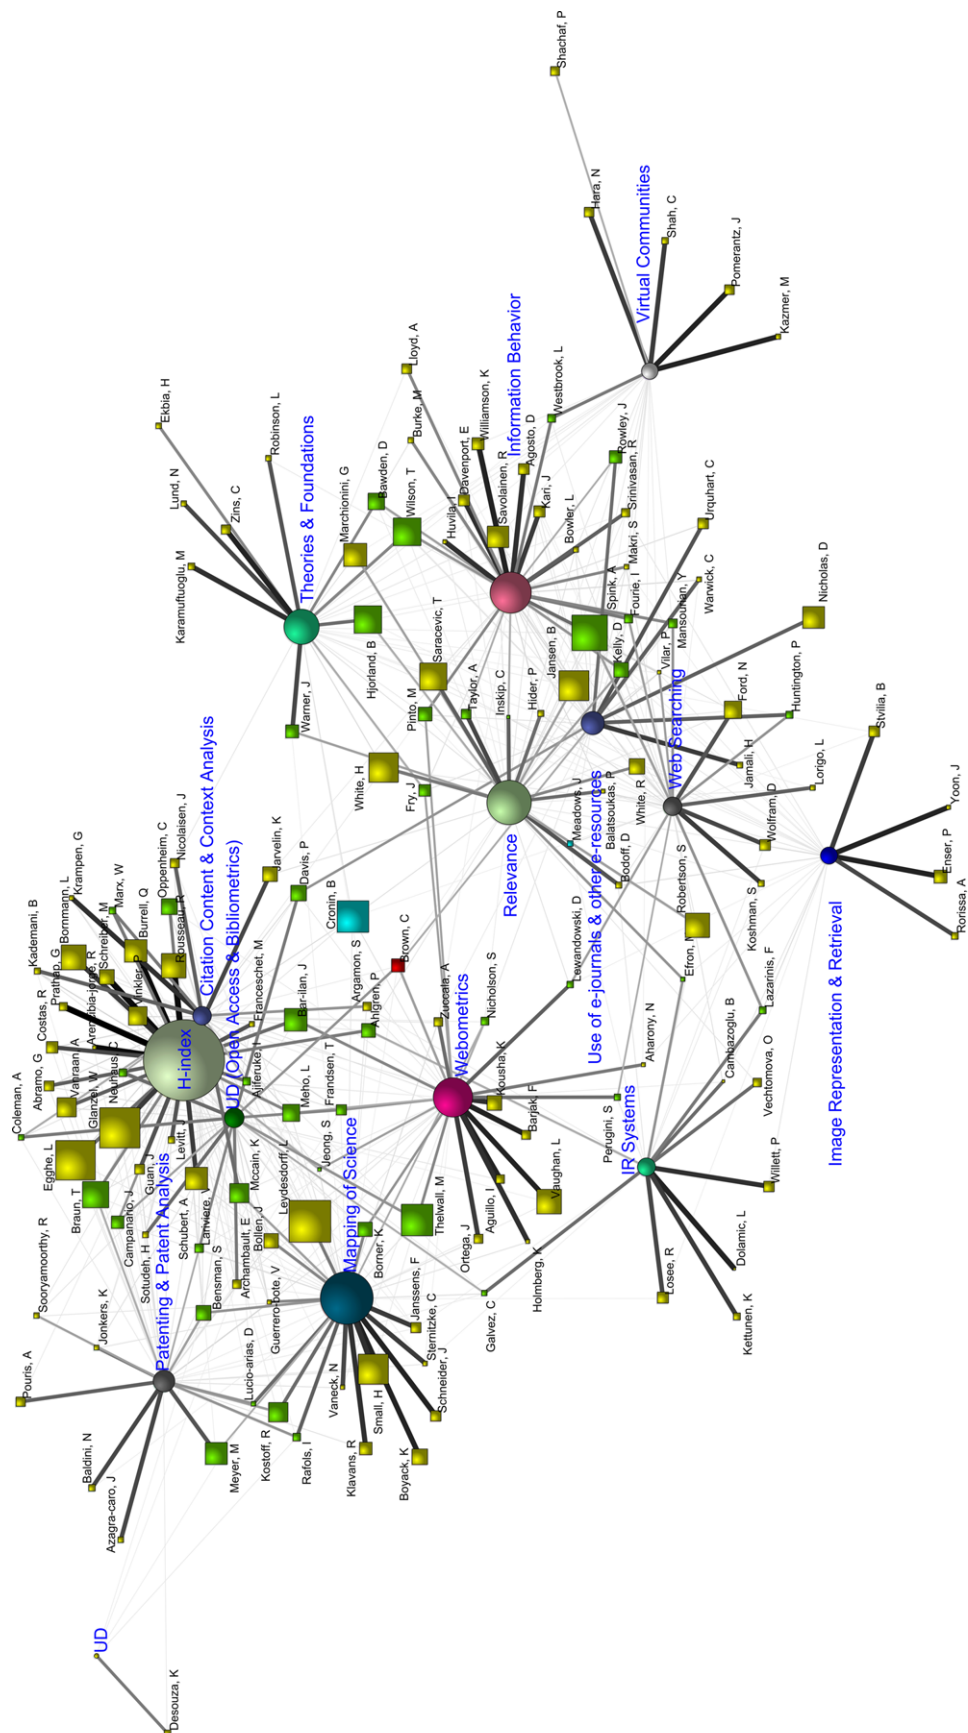 Shachaf, P
Hara, N
Shah, C
Virtual Communities
Pomerantz, J
Kazmer, M
Ekbia, H
Lund, N
Robinson, L
Zins, C
Karamuftuoglu, M
Theories & Foundations
Lloyd, A
Burke, M
Williamson, K
Davenport, E
Westbrook, L
Information Behavior
Agosto, D
Savolainen, R
Kari, J
Rowley, J
Bawden, D
Wilson, T
Marchionini, G
Huvila, I
Bowler, L
Srinivasan, R
Makri, S
Urquhart, C
Warwick, C
Nicholas, D
Hjorland, B
Saracevic, T
Spink, A
Fourie, I
Mansourian, Y
Jansen, B
Kelly, D
Vilar, P
Warner, J
Pinto, M
Taylor, A
Inskip, C
Hider, P
Ford, N
Huntington, P
Stvilia, B
Web Searching
White, H
Fry, J
Jamali, H
Lorigo, L
Relevance
Meadows, J
Balatsoukas, P
White, R
Wolfram, D
Yoon, J
Bodoff, D
Koshman, S
Enser, P
Rorissa, A
Use of e-journals & other e-resources
Robertson, S
Image Representation & Retrieval
Citation Content & Context Analysis
Nicolaisen, J
Oppenheim, C
Jarvelin, K
Davis, P
Krampen, G
Marx, W
Bornmann, L
Burrell, Q
Rousseau, R
Kademani, B
Schreiber, M
Vinkler, P
Prathap, G
Costas, R
Arencibia-jorge, R
Cronin, B
Brown, C
Franceschet, M
Argamon, S
Bar-ilan, J
Ahlgren, P
Zuccala, A
Nicholson, S
Lewandowski, D
Efron, M
Lazarinis, F
Aharony, N
Cambazoglu, B
Vechtomova, O
Webometrics
H-index
UD (Open Access & Bibliometrics)
Coleman, A
Abramo, G
Vanraan, A
Neuhaus, C
Glanzel, W
Ajiferuke, I
Meho, L
Frandsen, T
Kousha, K
Barjak, F
Perugini, S
IR Systems
Willett, P
Egghe, L
Braun, T
Guan, J
Levitt, J
Campanario, J
Schubert, A
Lariviere, V
Sotudeh, H
Mccain, K
Jeong, S
Leydesdorff, L
Thelwall, M
Vaughan, L
Aguillo, I
Ortega, J
Holmberg, K
Dolamic, L
Losee, R
Kettunen, K
Mapping of Science
Borner, K
Bollen, J
Archambault, E
Bensman, S
Guerrero-bote, V
Galvez, C
Patenting & Patent Analysis
Sooryamoorthy, R
Jonkers, K
Pouris, A
Lucio-arias, D
Janssens, F
Sternitzke, C
Schneider, J
Vaneck, N
Small, H
Kostoff, R
Rafols, I
Klavans, R
Boyack, K
Meyer, M
Baldini, N
Azagra-caro, J
UD
Desouza, K